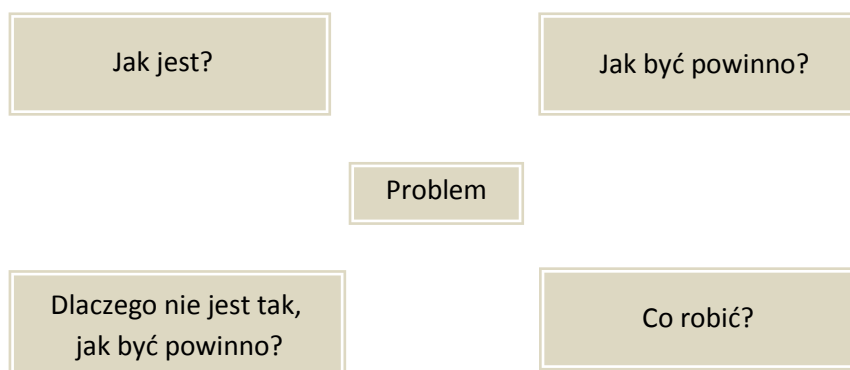 Jak jest?
Jak być powinno?
Problem
Dlaczego nie jest tak,
jak być powinno?
Co robić?